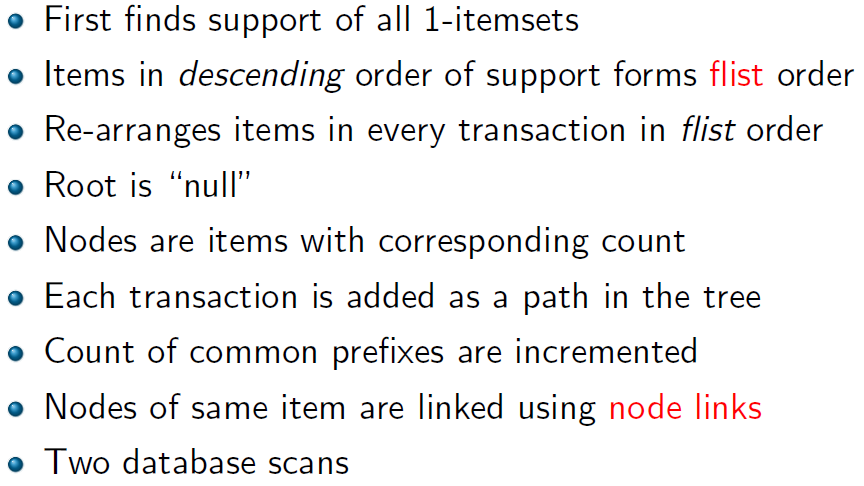 First finds support of all 1-itemsets
Items in descending order of support forms flist order
Re-arranges items in every transaction in flist order
Root is “null”
Nodes are items with corresponding count
Each transaction is added as a path in the tree
Count of common prefixes are incremented
Nodes of same item are linked using node links
Two database scans